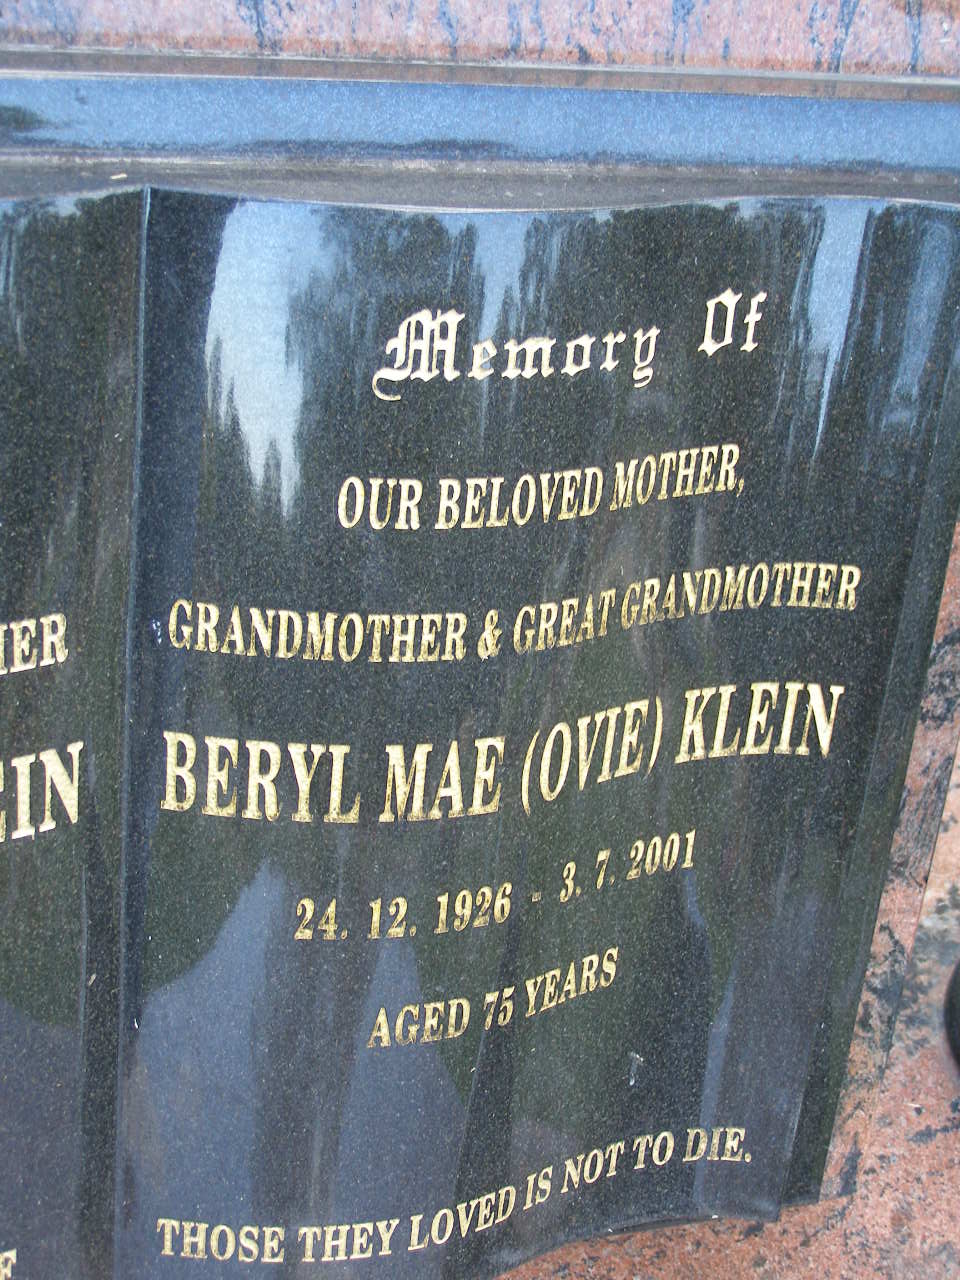 Memory Of
OUR BELOVED MOTHER,
GRANDMOTHER & GREAT GRANDMOTHER
BERYL MAE (OVIE) KLEIN
24. 12. 1926 - 3. 7. 2001
AGED 75 YEARS
THOSE THEY LOVED IS NOT TO DIE.